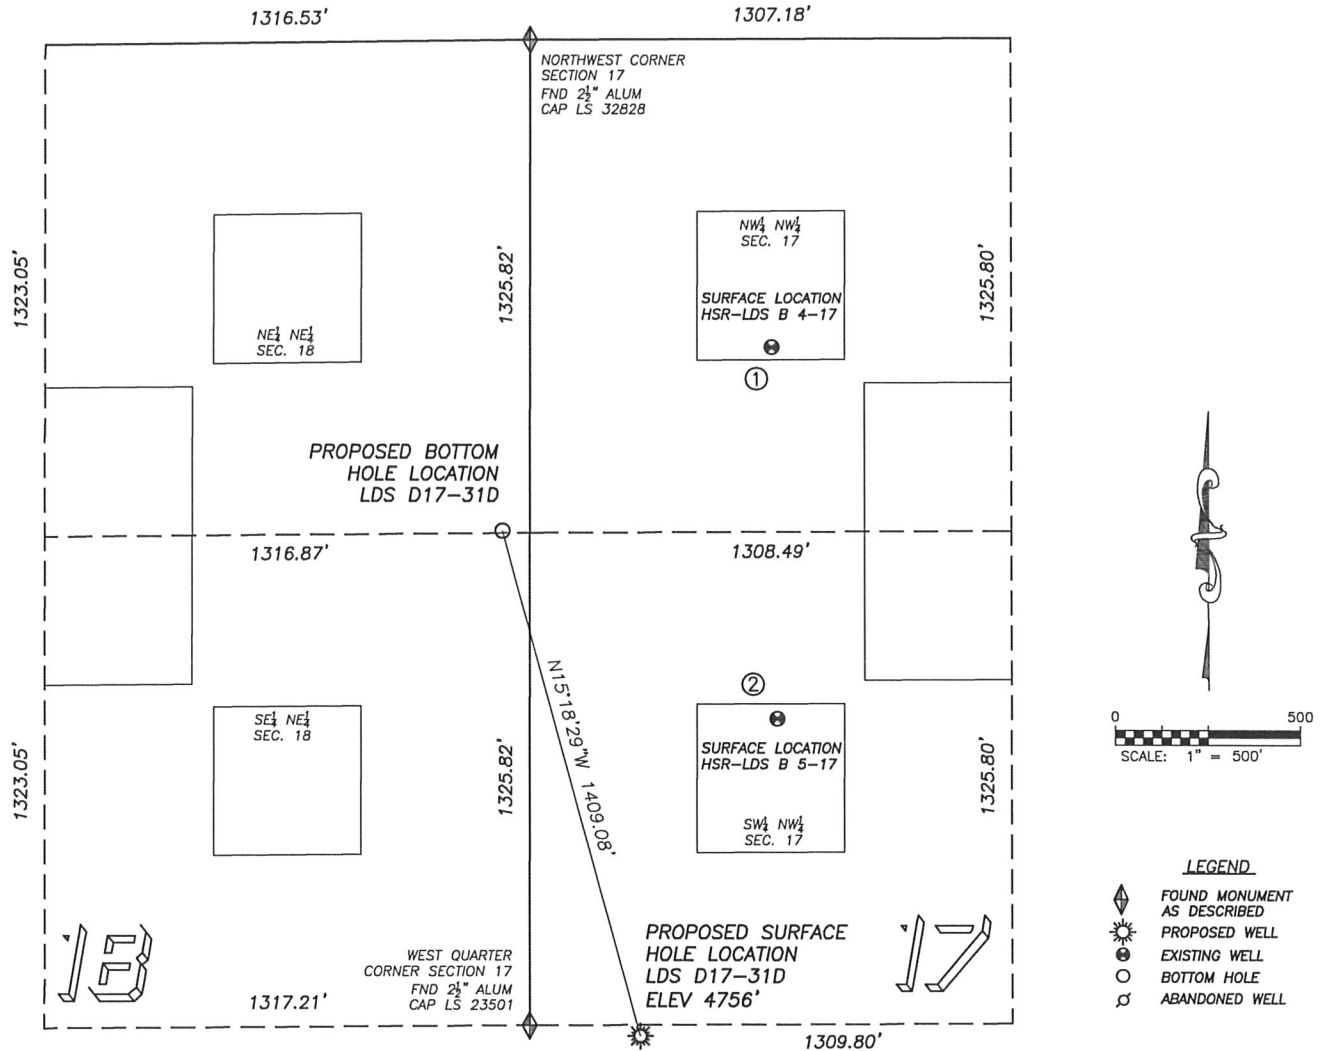 1316.53'
1307.18'
NORTHWEST CORNER
SECTION 17
FND 2½" ALUM
CAP LS 32828
1323.05'
1325.82'
1325.80'
NE¼ NE¼
SEC. 18
NW¼ NW¼
SEC. 17
SURFACE LOCATION
HSR-LDS B 4-17
1
PROPOSED BOTTOM
HOLE LOCATION
LDS D17-31D
1316.87'
1308.49'
N15°18'29"W 1409.08'
1323.05'
1325.82'
1325.80'
SE¼ NE¼
SEC. 18
2
SURFACE LOCATION
HSR-LDS B 5-17
SW¼ NW¼
SEC. 17
18
17
WEST QUARTER
CORNER SECTION 17
FND 2½" ALUM
CAP LS 23501
PROPOSED SURFACE
HOLE LOCATION
LDS D17-31D
ELEV 4756'
1317.21'
1309.80'
0 500
SCALE: 1" = 500'
LEGEND
FOUND MONUMENT
AS DESCRIBED
PROPOSED WELL
EXISTING WELL
BOTTOM HOLE
ABANDONED WELL